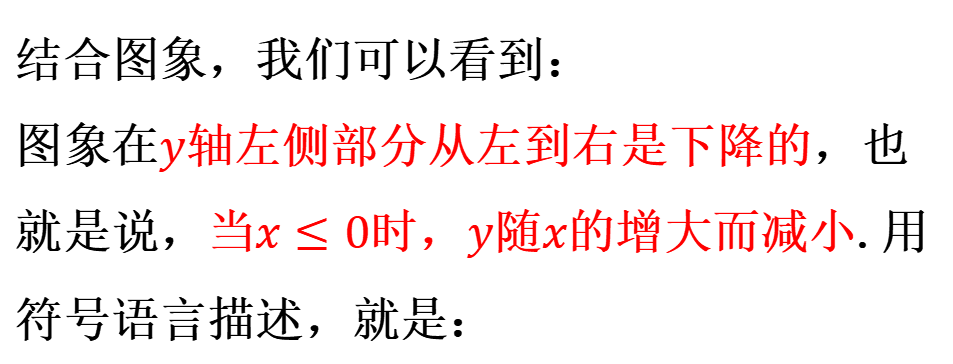 结合图象，我们可以看到：
图象在y轴左侧部分从左到右是下降的，也
就是说，当x ≤ 0时，y随x的增大而减小. 用
符号语言描述，就是：